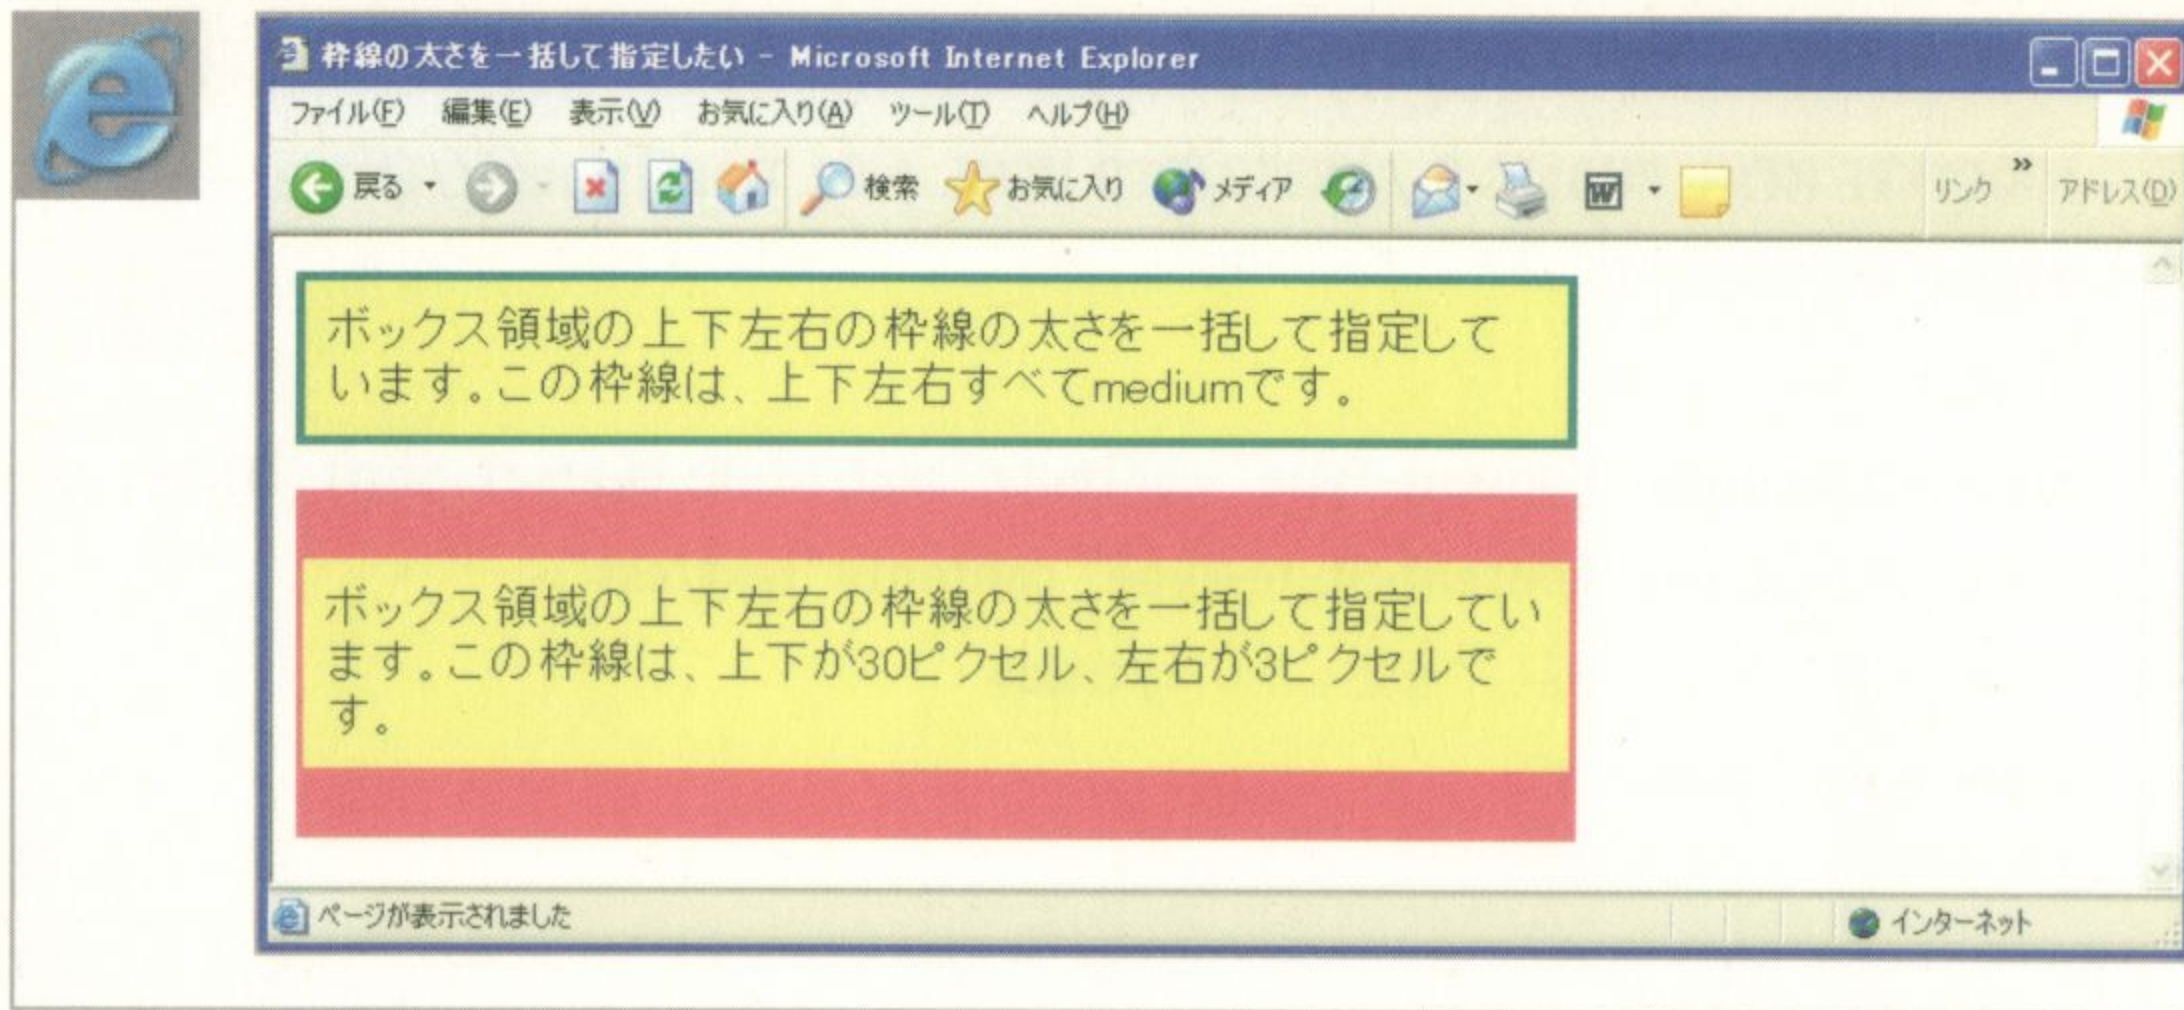 枠線の太さを一括して指定したい - Microsoft Internet Explorer
ファイル(F) 編集(E) 表示(V) お気に入り(A) ツール(T) ヘルプ(H)
戻る 検索 お気に入り メディア リンク » アドレス(D)
ボックス領域の上下左右の枠線の太さを一括して指定して
います。この枠線は、上下左右すべてmediumです。
ボックス領域の上下左右の枠線の太さを一括して指定してい
ます。この枠線は、上下が30ピクセル、左右が3ピクセルで
す。
ページが表示されました インターネット